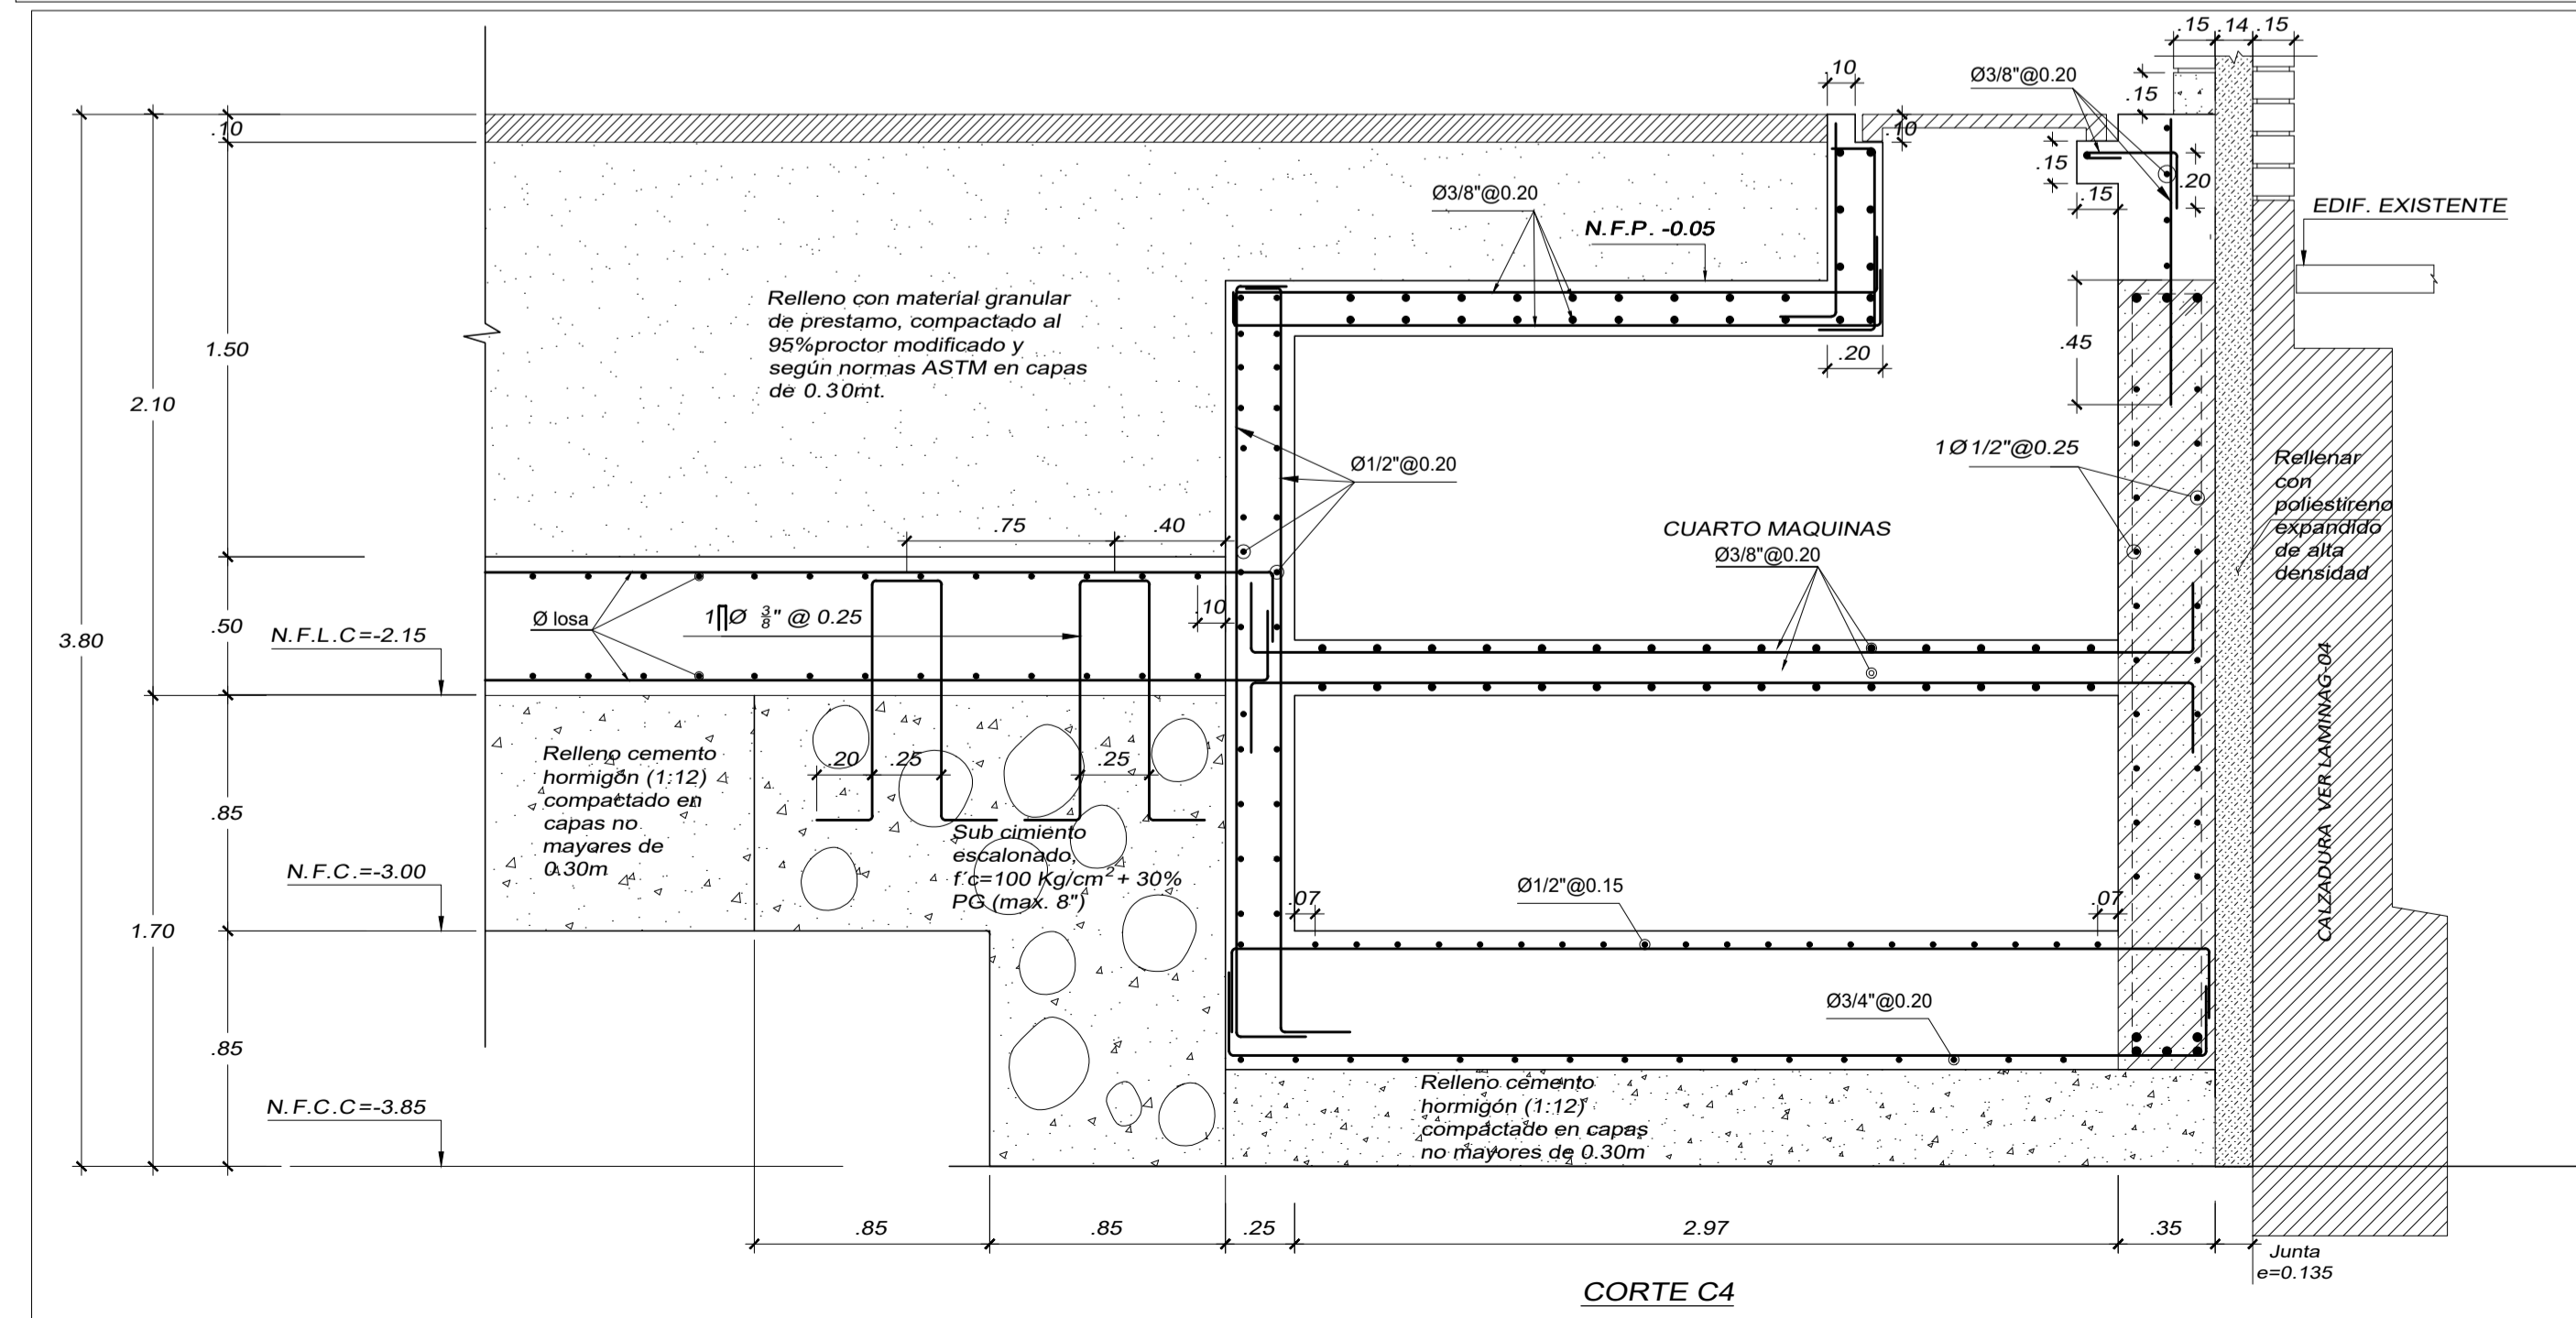 .15 .14 .15
.10
Ø3/8"@0.20
.15
.10
.10
.15
.20
.15
Ø3/8"@0.20
N.F.P. -0.05
EDIF. EXISTENTE
Relleno con material granular
de prestamo, compactado al
95%proctor modificado y
según normas ASTM en capas
de 0.30mt.
1.50
.45
.20
2.10
1Ø1/2"@0.25
Ø1/2"@0.20
Rellenar
con
poliestireno
expandido
de alta
densidad
.75
.40
CUARTO MAQUINAS
Ø3/8"@0.20
.10
Ø losa
1∏Ø 3/8" @ 0.25
.50
N.F.L.C=-2.15
3.80
CALZADURA VER LAMINAG-04
Relleno cemento
hormigón (1:12)
compactado en
capas no
mayores de
0.30m
.20
.25
.25
.85
Sub cimiento
escalonado,
f´c=100 Kg/cm²+ 30%
PG (max. 8")
N.F.C.=-3.00
.07
Ø1/2"@0.15
.07
1.70
Ø3/4"@0.20
.85
N.F.C.C=-3.85
Relleno cemento
hormigón (1:12)
compactado en capas
no mayores de 0.30m
.85
.85
.25
2.97
.35
Junta
e=0.135
CORTE C4